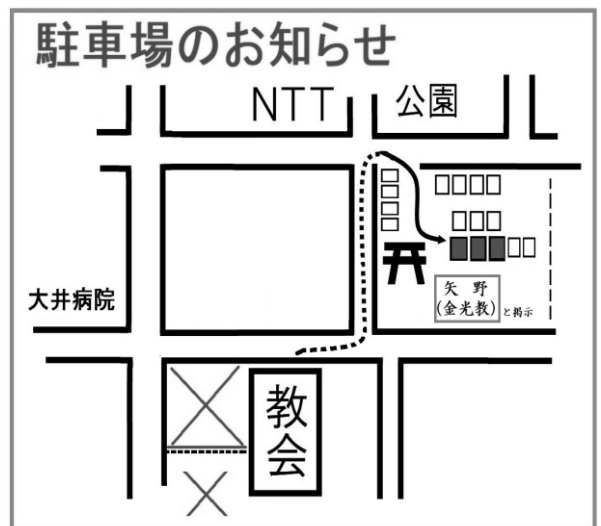 駐車場のお知らせ
NTT
公園
大井病院
矢野
(金光教)
と掲示
教会